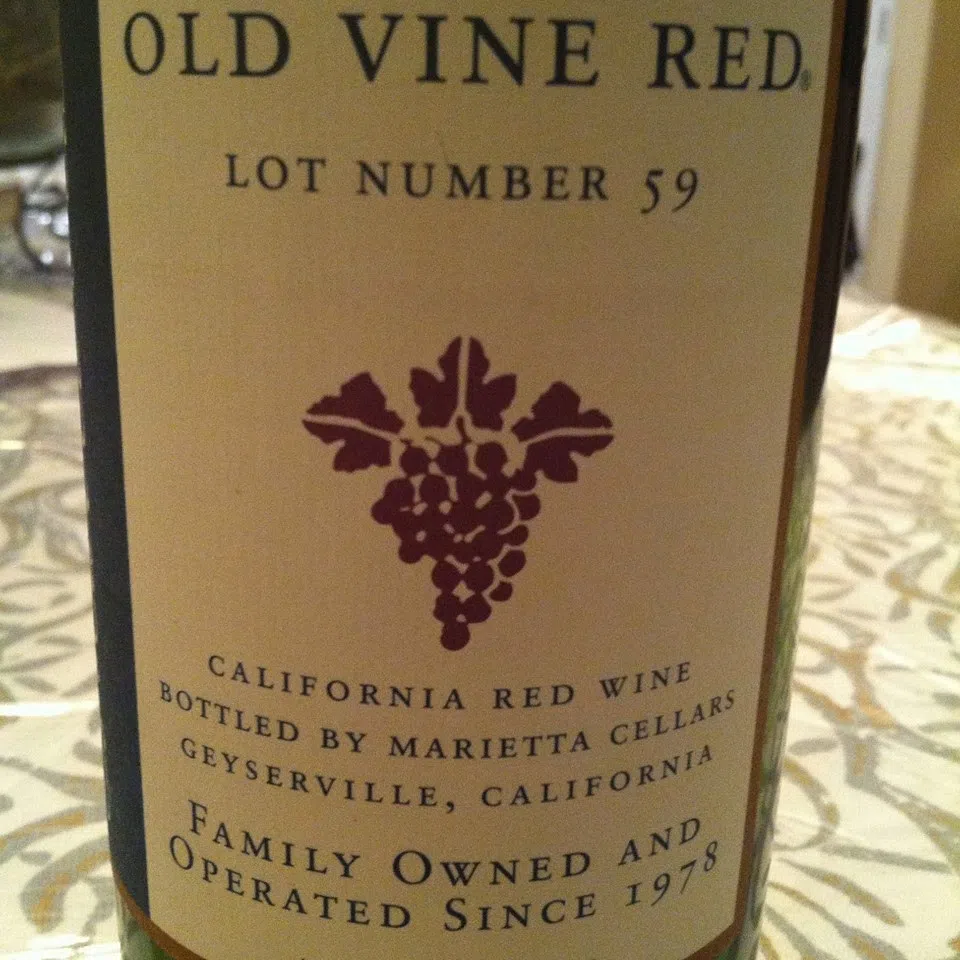 OLD VINE RED®
LOT NUMBER 59
CALIFORNIA RED WINE
BOTTLED BY MARIETTA CELLARS
GEYSERVILLE, CALIFORNIA
FAMILY OWNED AND
OPERATED SINCE 1978